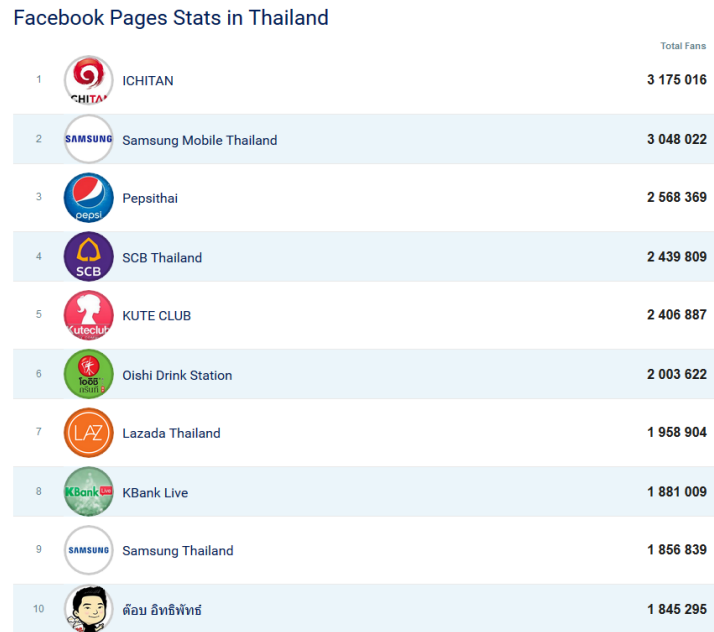 Facebook Pages Stats in Thailand
Total Fans
1 ICHITAN 3 175 016
2 SAMSUNG Samsung Mobile Thailand 3 048 022
3 pepsi Pepsithai 2 568 369
4 SCB SCB Thailand 2 439 809
5 Kuteclub KUTE CLUB 2 406 887
6 โออิชิ กรีนที Oishi Drink Station 2 003 622
7 LAZ Lazada Thailand 1 958 904
8 KBank Live KBank Live 1 881 009
9 SAMSUNG Samsung Thailand 1 856 839
10 ต๊อบ อิทธิพัทธ์ 1 845 295